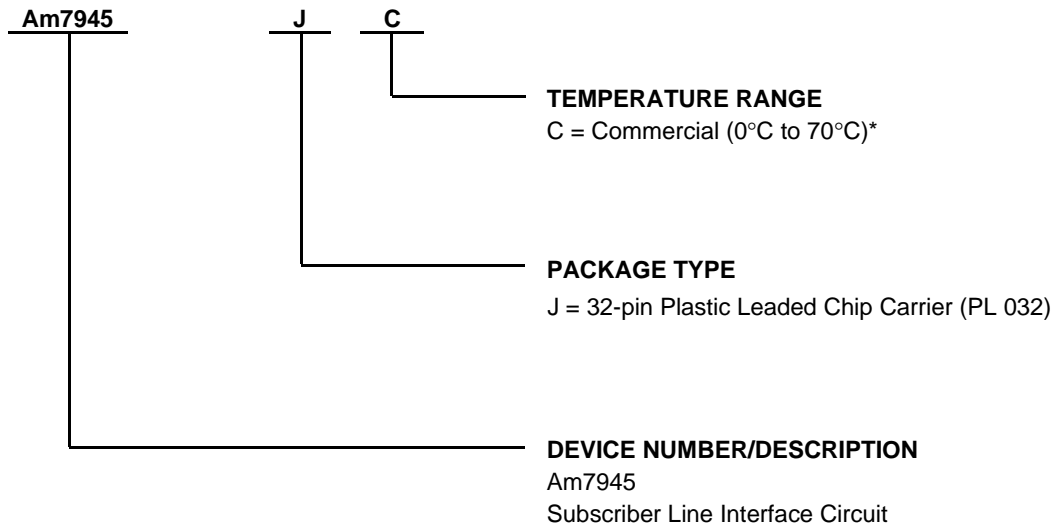 Am7945 J C
TEMPERATURE RANGE
C = Commercial (0°C to 70°C)*
PACKAGE TYPE
J = 32-pin Plastic Leaded Chip Carrier (PL 032)
DEVICE NUMBER/DESCRIPTION
Am7945
Subscriber Line Interface Circuit